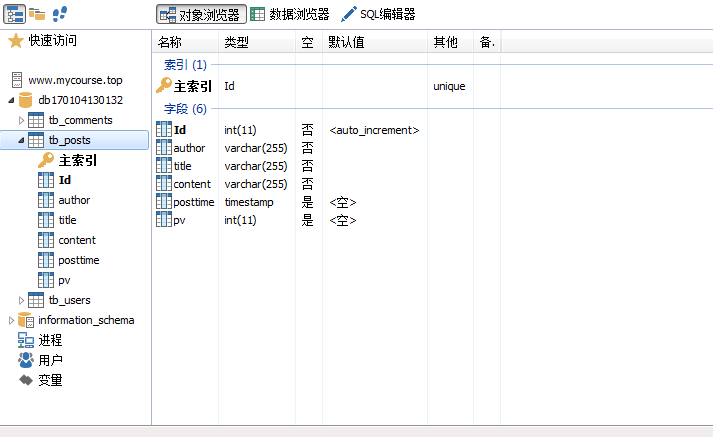 对象浏览器 数据浏览器 SQL编辑器
快速访问
www.mycourse.top
db170104130132
tb_comments
tb_posts
主索引
Id
author
title
content
posttime
pv
tb_users
information_schema
进程
用户
变量
名称 类型 空 默认值 其他 备.
索引 (1)
主索引 Id unique
字段 (6)
Id int(11) 否 <auto_increment>
author varchar(255) 否
title varchar(255) 否
content varchar(255) 否
posttime timestamp 是 <空>
pv int(11) 是 <空>